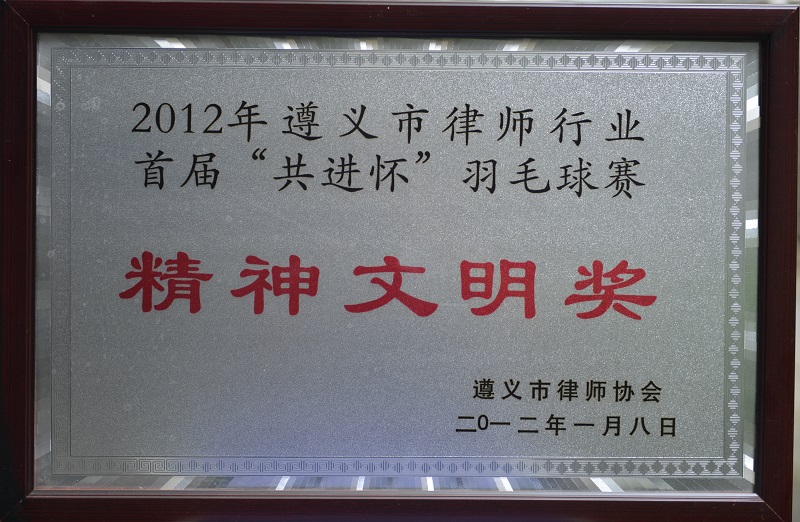 2012年遵义市律师行业
首届“共进怀”羽毛球赛
精神文明奖
遵义市律师协会
二0一二年一月八日